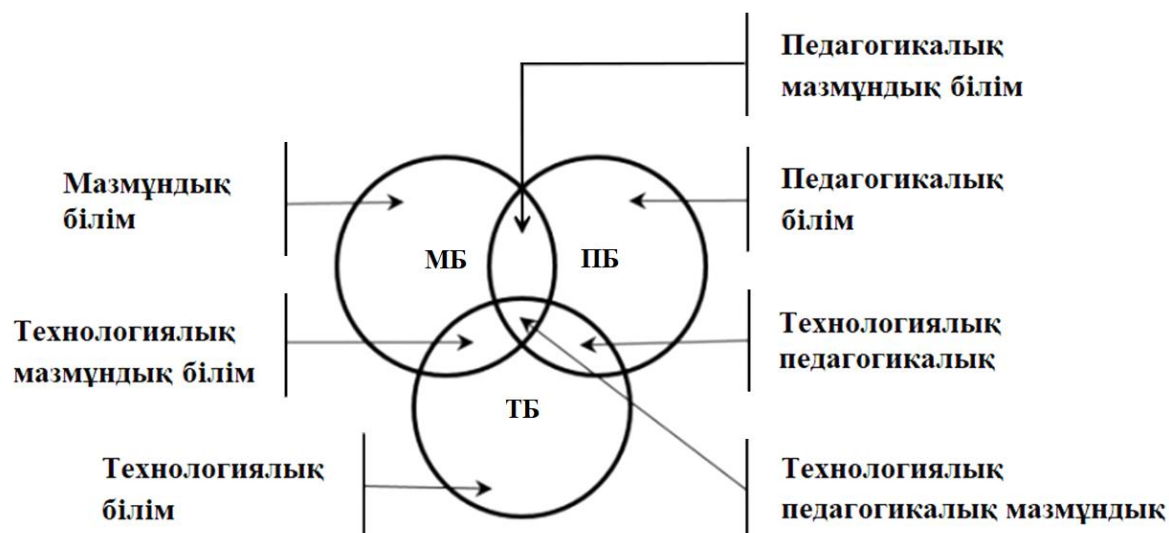 Педагогикалық
мазмұндық білім
Мазмұндық
білім
Педагогикалық
білім
МБ
ПБ
Технологиялық
мазмұндық білім
Технологиялық
педагогикалық
ТБ
Технологиялық
білім
Технологиялық
педагогикалық мазмұндық